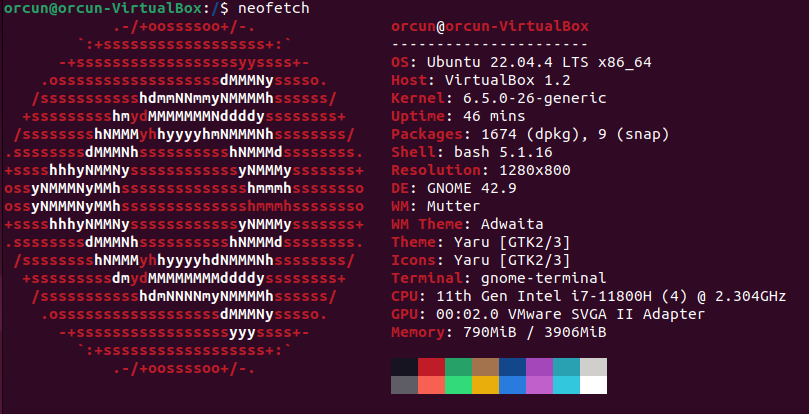 orcun@orcun-VirtualBox:/$ neofetch
.-/+oossssoo+/-. orcun@orcun-VirtualBox
`:+ssssssssssssssssss+:` ----------------------
-+ssssssssssssssssssyyssss+- OS: Ubuntu 22.04.4 LTS x86_64
.ossssssssssssssssssdMMMNysssso. Host: VirtualBox 1.2
/ssssssssssshdmmNNmmyNMMMMhssssss/ Kernel: 6.5.0-26-generic
+ssssssssshmydMMMMMMMNddddyssssssss+ Uptime: 46 mins
/sssssssshNMMMyhhyyyyhmNMMMNhssssssss/ Packages: 1674 (dpkg), 9 (snap)
.ssssssssdMMMNhsssssssssshNMMMdssssssss. Shell: bash 5.1.16
+sssshhhyNMMNyssssssssssssyNMMMysssssss+ Resolution: 1280x800
ossyNMMMNyMMhsssssssssssssshmmmhssssssso DE: GNOME 42.9
ossyNMMMNyMMhsssssssssssssshmmmhssssssso WM: Mutter
+sssshhhyNMMNyssssssssssssyNMMMysssssss+ WM Theme: Adwaita
.ssssssssdMMMNhsssssssssshNMMMdssssssss. Theme: Yaru [GTK2/3]
/sssssssshNMMMyhhyyyyhdNMMMNhssssssss/ Icons: Yaru [GTK2/3]
+sssssssssdmydMMMMMMMMddddyssssssss+ Terminal: gnome-terminal
/ssssssssssshdmNNNNmyNMMMMhssssss/ CPU: 11th Gen Intel i7-11800H (4) @ 2.304GHz
.ossssssssssssssssssdMMMNysssso. GPU: 00:02.0 VMware SVGA II Adapter
-+sssssssssssssssssyyyssss+- Memory: 790MiB / 3906MiB
`:+ssssssssssssssssss+:`
.-/+oossssoo+/-.